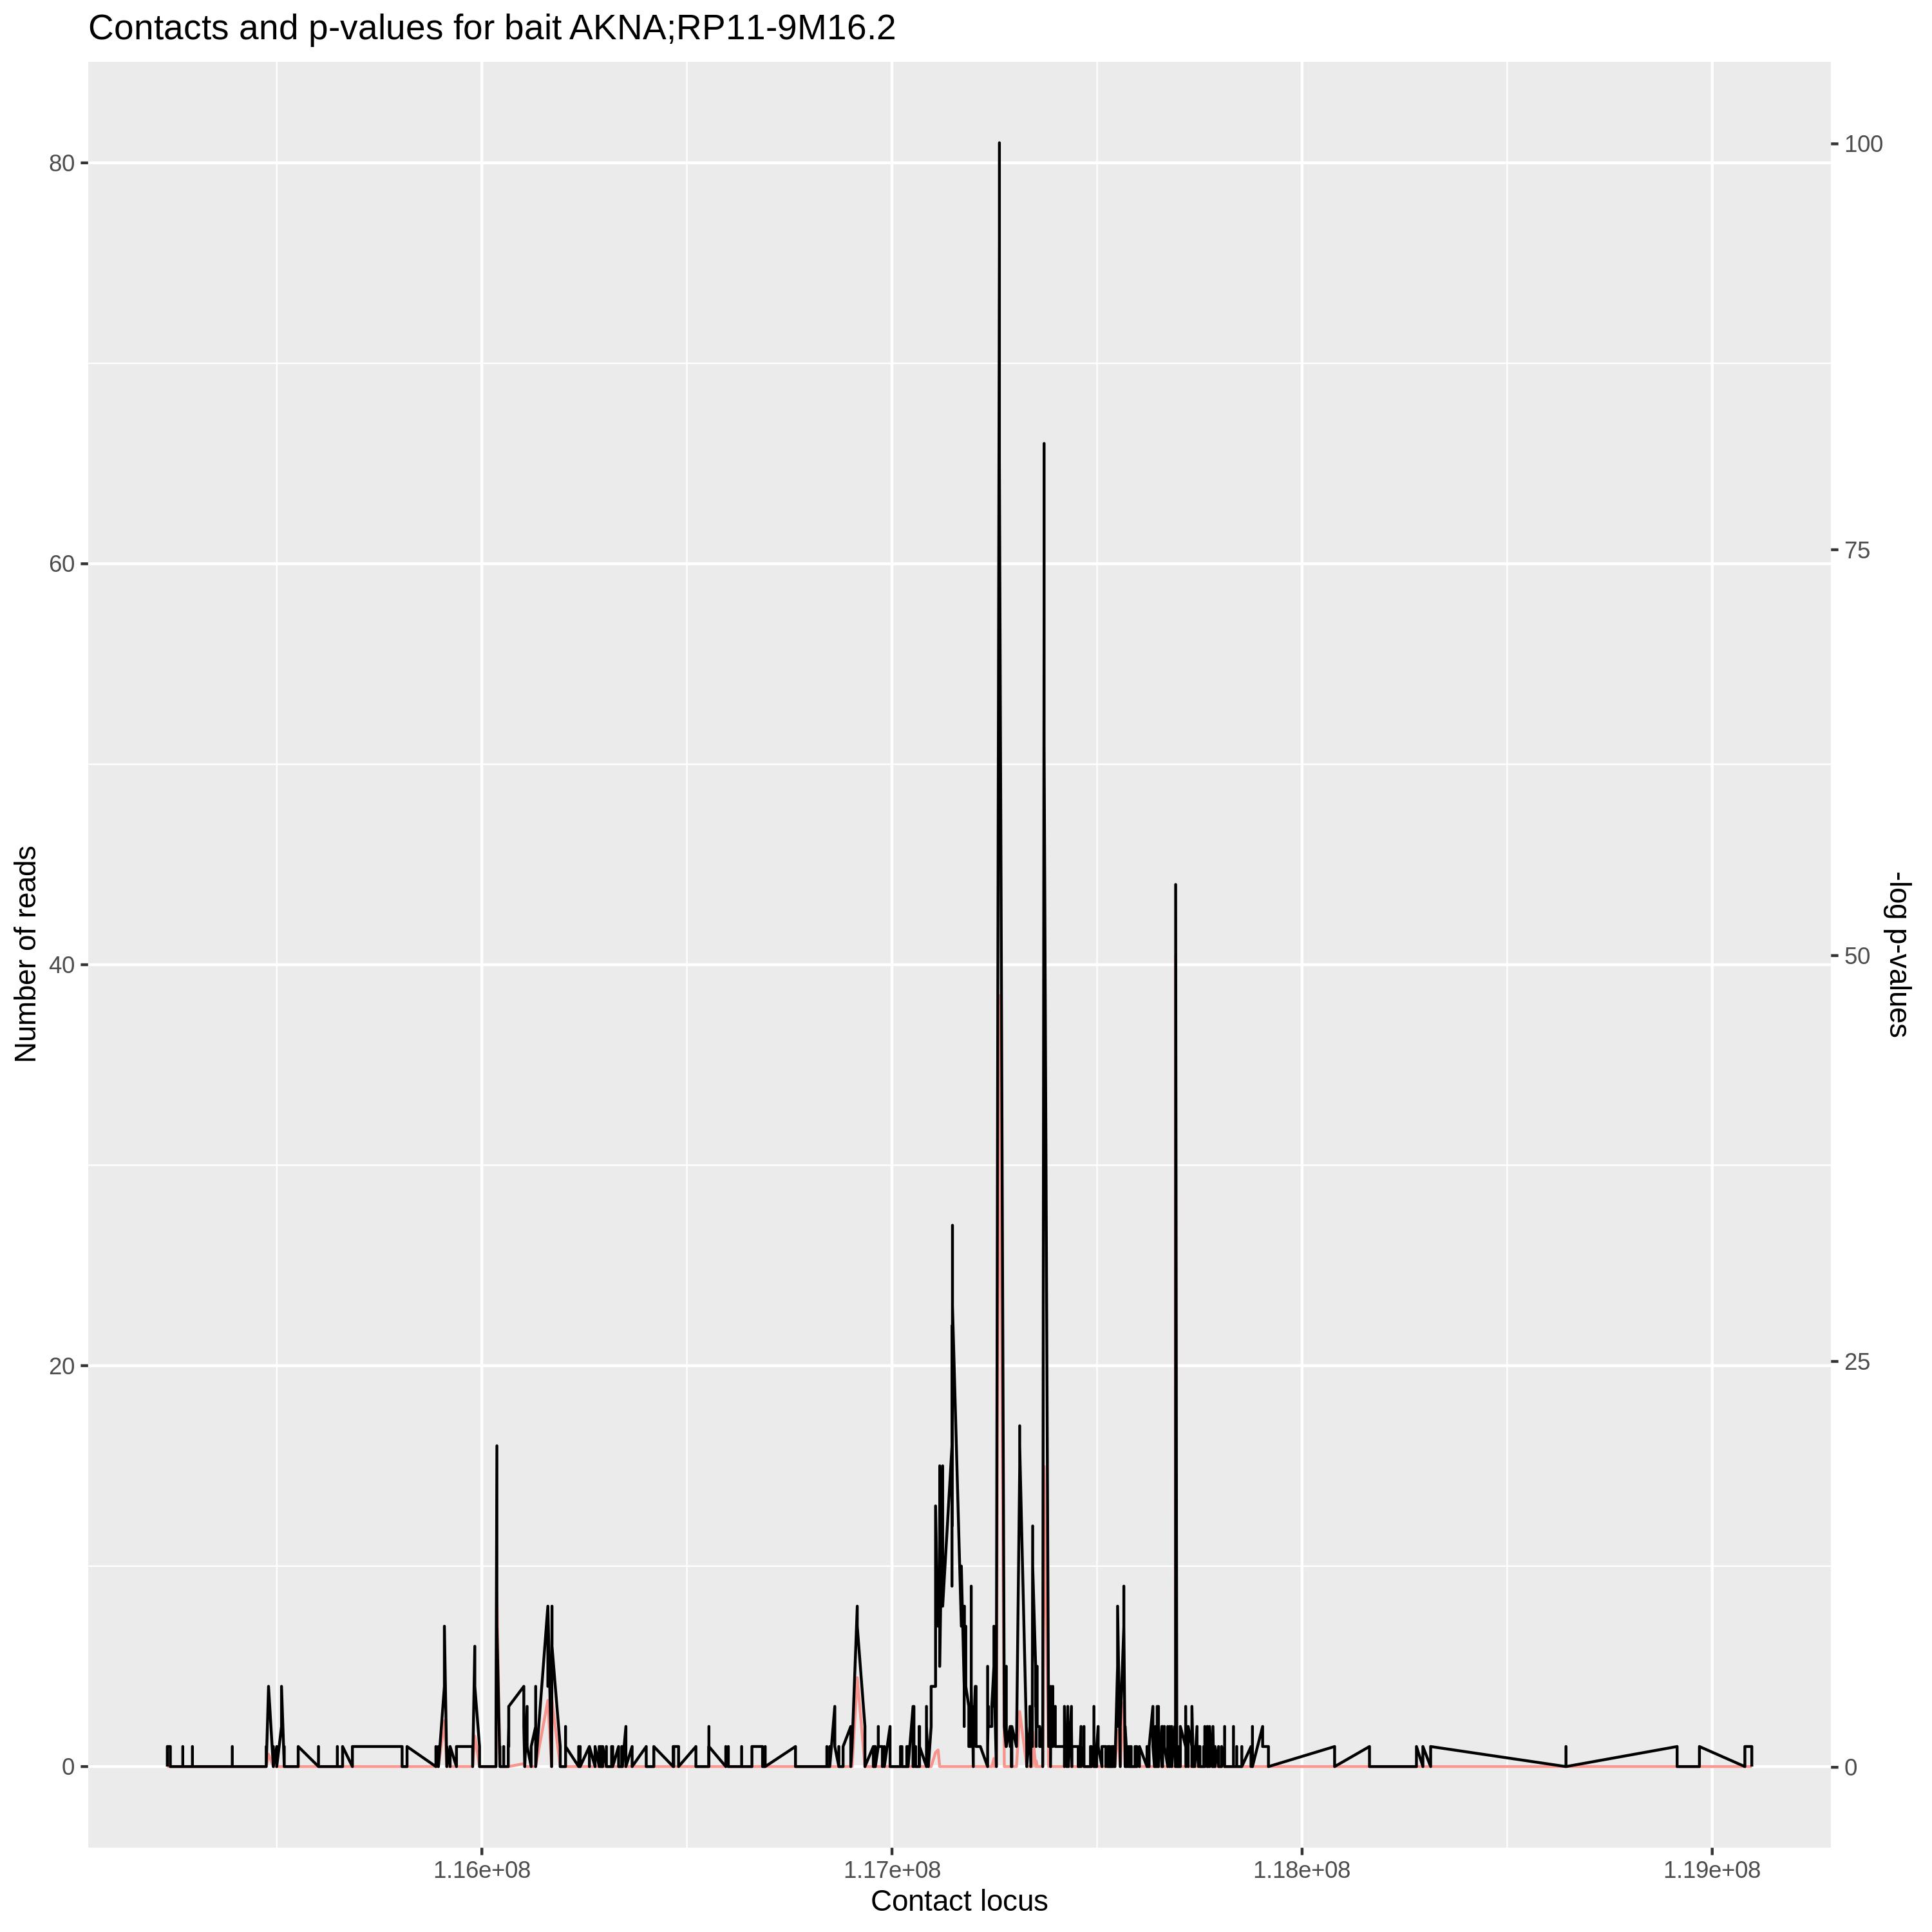 Contacts and p-values for bait AKNA;RP11-9M16.2
Number of reads
80
60
40
20
0
100
75
50
25
0
-log p-values
1.16e+08 1.17e+08 1.18e+08 1.19e+08
Contact locus